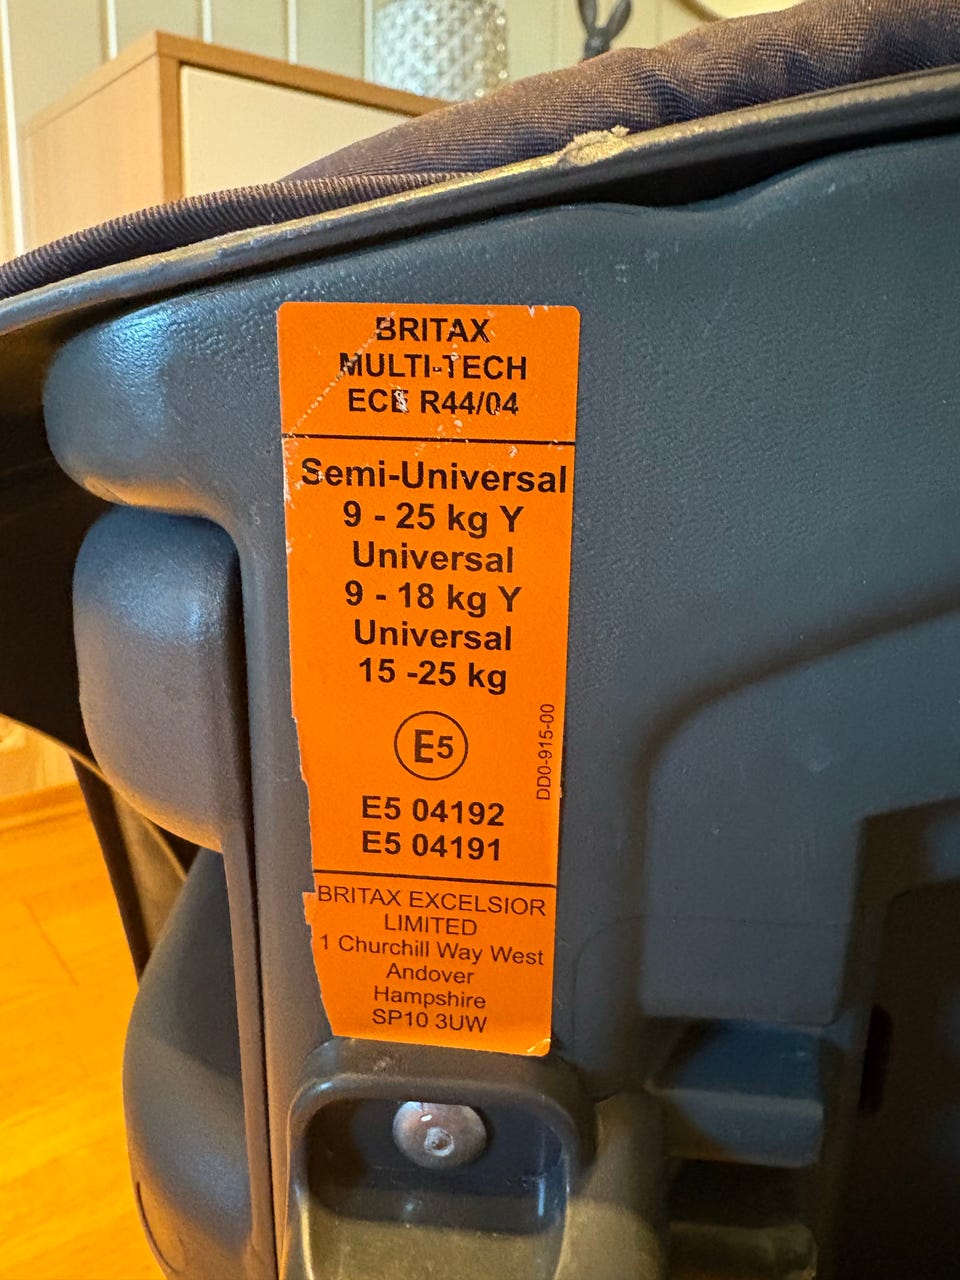 BRITAX
MULTI-TECH
ECE R44/04
Semi-Universal
9 - 25 kg Y
Universal
9 - 18 kg Y
Universal
15 -25 kg
E5
DD0-915-00
E5 04192
E5 04191
BRITAX EXCELSIOR
LIMITED
1 Churchill Way West
Andover
Hampshire
SP10 3UW